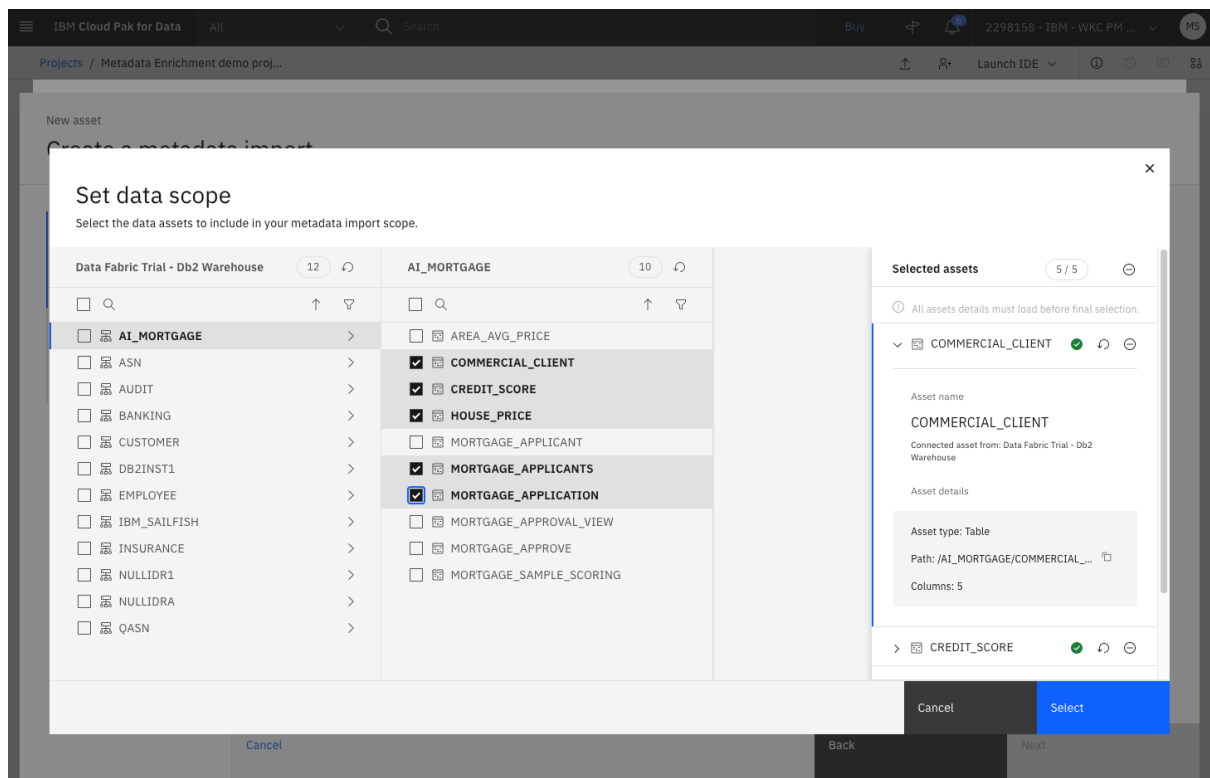 IBM Cloud Pak for Data All Search Buy 6 2298158 - IBM - WKC PM ... MS
Projects / Metadata Enrichment demo proj... Launch IDE
New asset
Create a metadata import
Set data scope
Select the data assets to include in your metadata import scope.
Data Fabric Trial - Db2 Warehouse 12
AI_MORTGAGE
ASN
AUDIT
BANKING
CUSTOMER
DB2INST1
EMPLOYEE
IBM_SAILFISH
INSURANCE
NULLIDR1
NULLIDRA
QASN
AI_MORTGAGE 10
AREA_AVG_PRICE
COMMERCIAL_CLIENT
CREDIT_SCORE
HOUSE_PRICE
MORTGAGE_APPLICANT
MORTGAGE_APPLICANTS
MORTGAGE_APPLICATION
MORTGAGE_APPROVAL_VIEW
MORTGAGE_APPROVE
MORTGAGE_SAMPLE_SCORING
Selected assets 5 / 5
All assets details must load before final selection.
COMMERCIAL_CLIENT
Asset name
COMMERCIAL_CLIENT
Connected asset from: Data Fabric Trial - Db2
Warehouse
Asset details
Asset type: Table
Path: /AI_MORTGAGE/COMMERCIAL_...
Columns: 5
CREDIT_SCORE
Cancel Select
Cancel Back Next